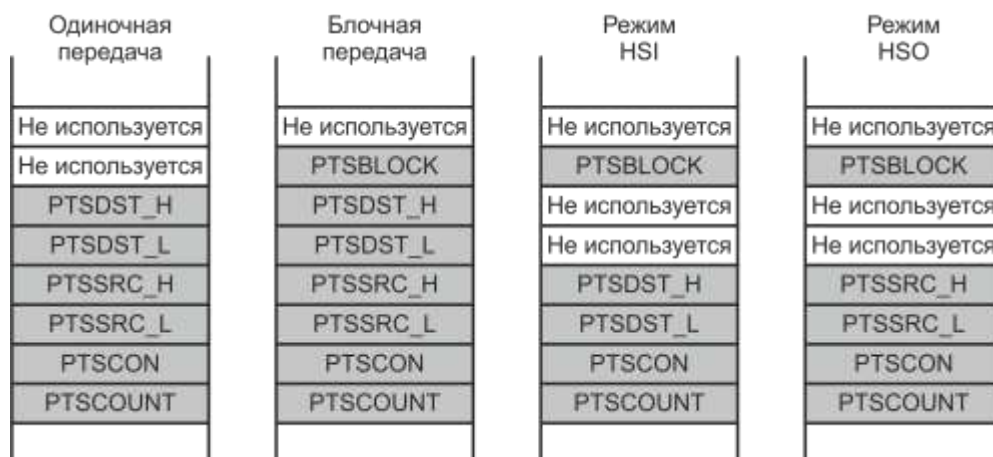 Одиночная
передача
Не используется
Не используется
PTSDST_H
PTSDST_L
PTSSRC_H
PTSSRC_L
PTSCON
PTSCOUNT
Блочная
передача
Не используется
PTSBLOCK
PTSDST_H
PTSDST_L
PTSSRC_H
PTSSRC_L
PTSCON
PTSCOUNT
Режим
HSI
Не используется
PTSBLOCK
Не используется
Не используется
PTSDST_H
PTSDST_L
PTSCON
PTSCOUNT
Режим
HSO
Не используется
PTSBLOCK
Не используется
Не используется
PTSSRC_H
PTSSRC_L
PTSCON
PTSCOUNT